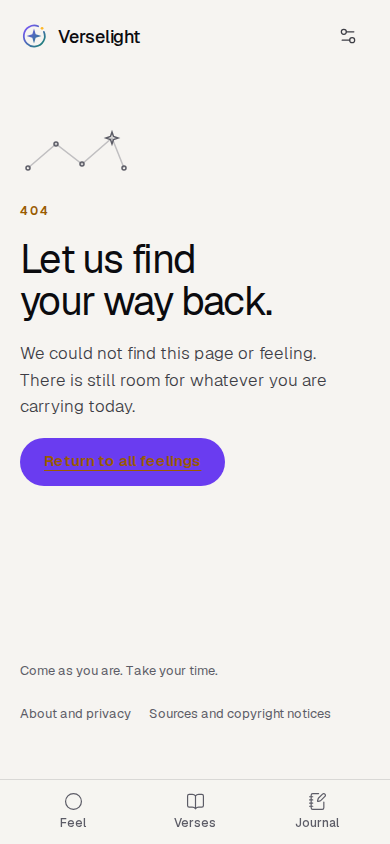 Verselight
404
Let us find
your way back.
We could not find this page or feeling.
There is still room for whatever you are
carrying today.
Return to all feelings
Come as you are. Take your time.
About and privacy    Sources and copyright notices
Feel    Verses    Journal